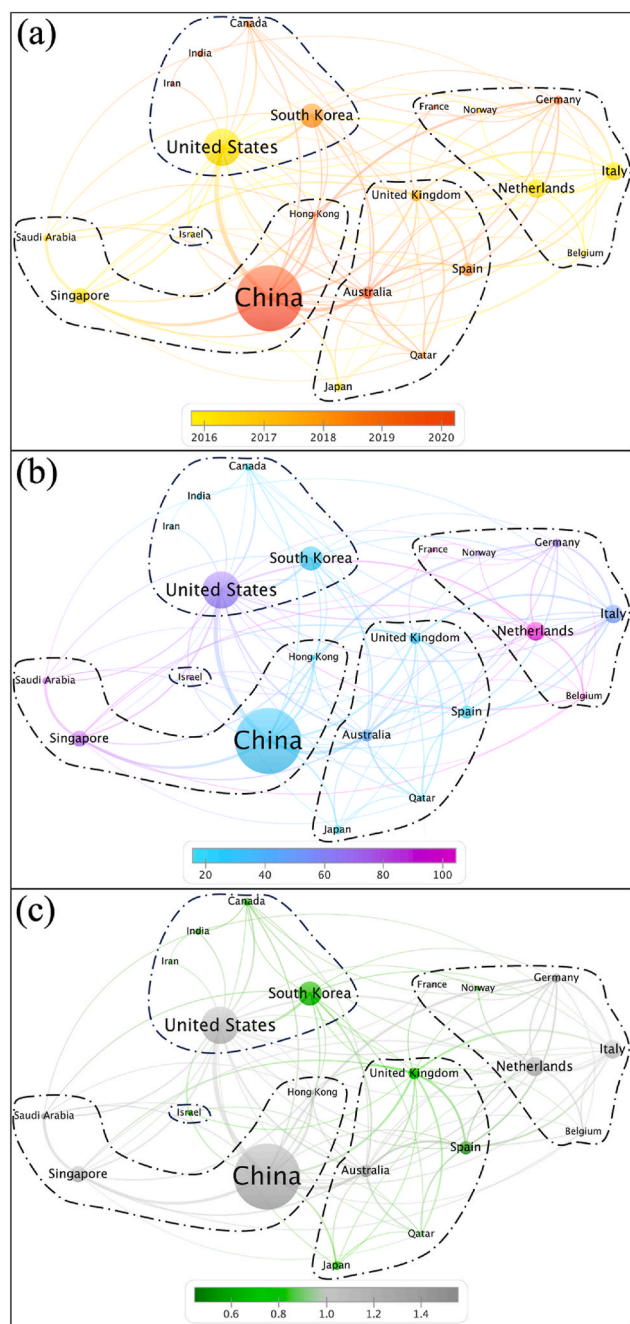 (a)
Canada
India
Iran
South Korea
United States
France
Norway
Germany
Italy
Netherlands
Belgium
United Kingdom
Hong Kong
Israel
Saudi Arabia
Singapore
China
Australia
Spain
Qatar
Japan
2016 2017 2018 2019 2020
(b)
Canada
India
Iran
South Korea
United States
France
Norway
Germany
Italy
Netherlands
Belgium
United Kingdom
Hong Kong
Israel
Saudi Arabia
Singapore
China
Australia
Spain
Qatar
Japan
20 40 60 80 100
(c)
Canada
India
Iran
South Korea
United States
France
Norway
Germany
Italy
Netherlands
Belgium
United Kingdom
Hong Kong
Israel
Saudi Arabia
Singapore
China
Australia
Spain
Qatar
Japan
0.6 0.8 1.0 1.2 1.4